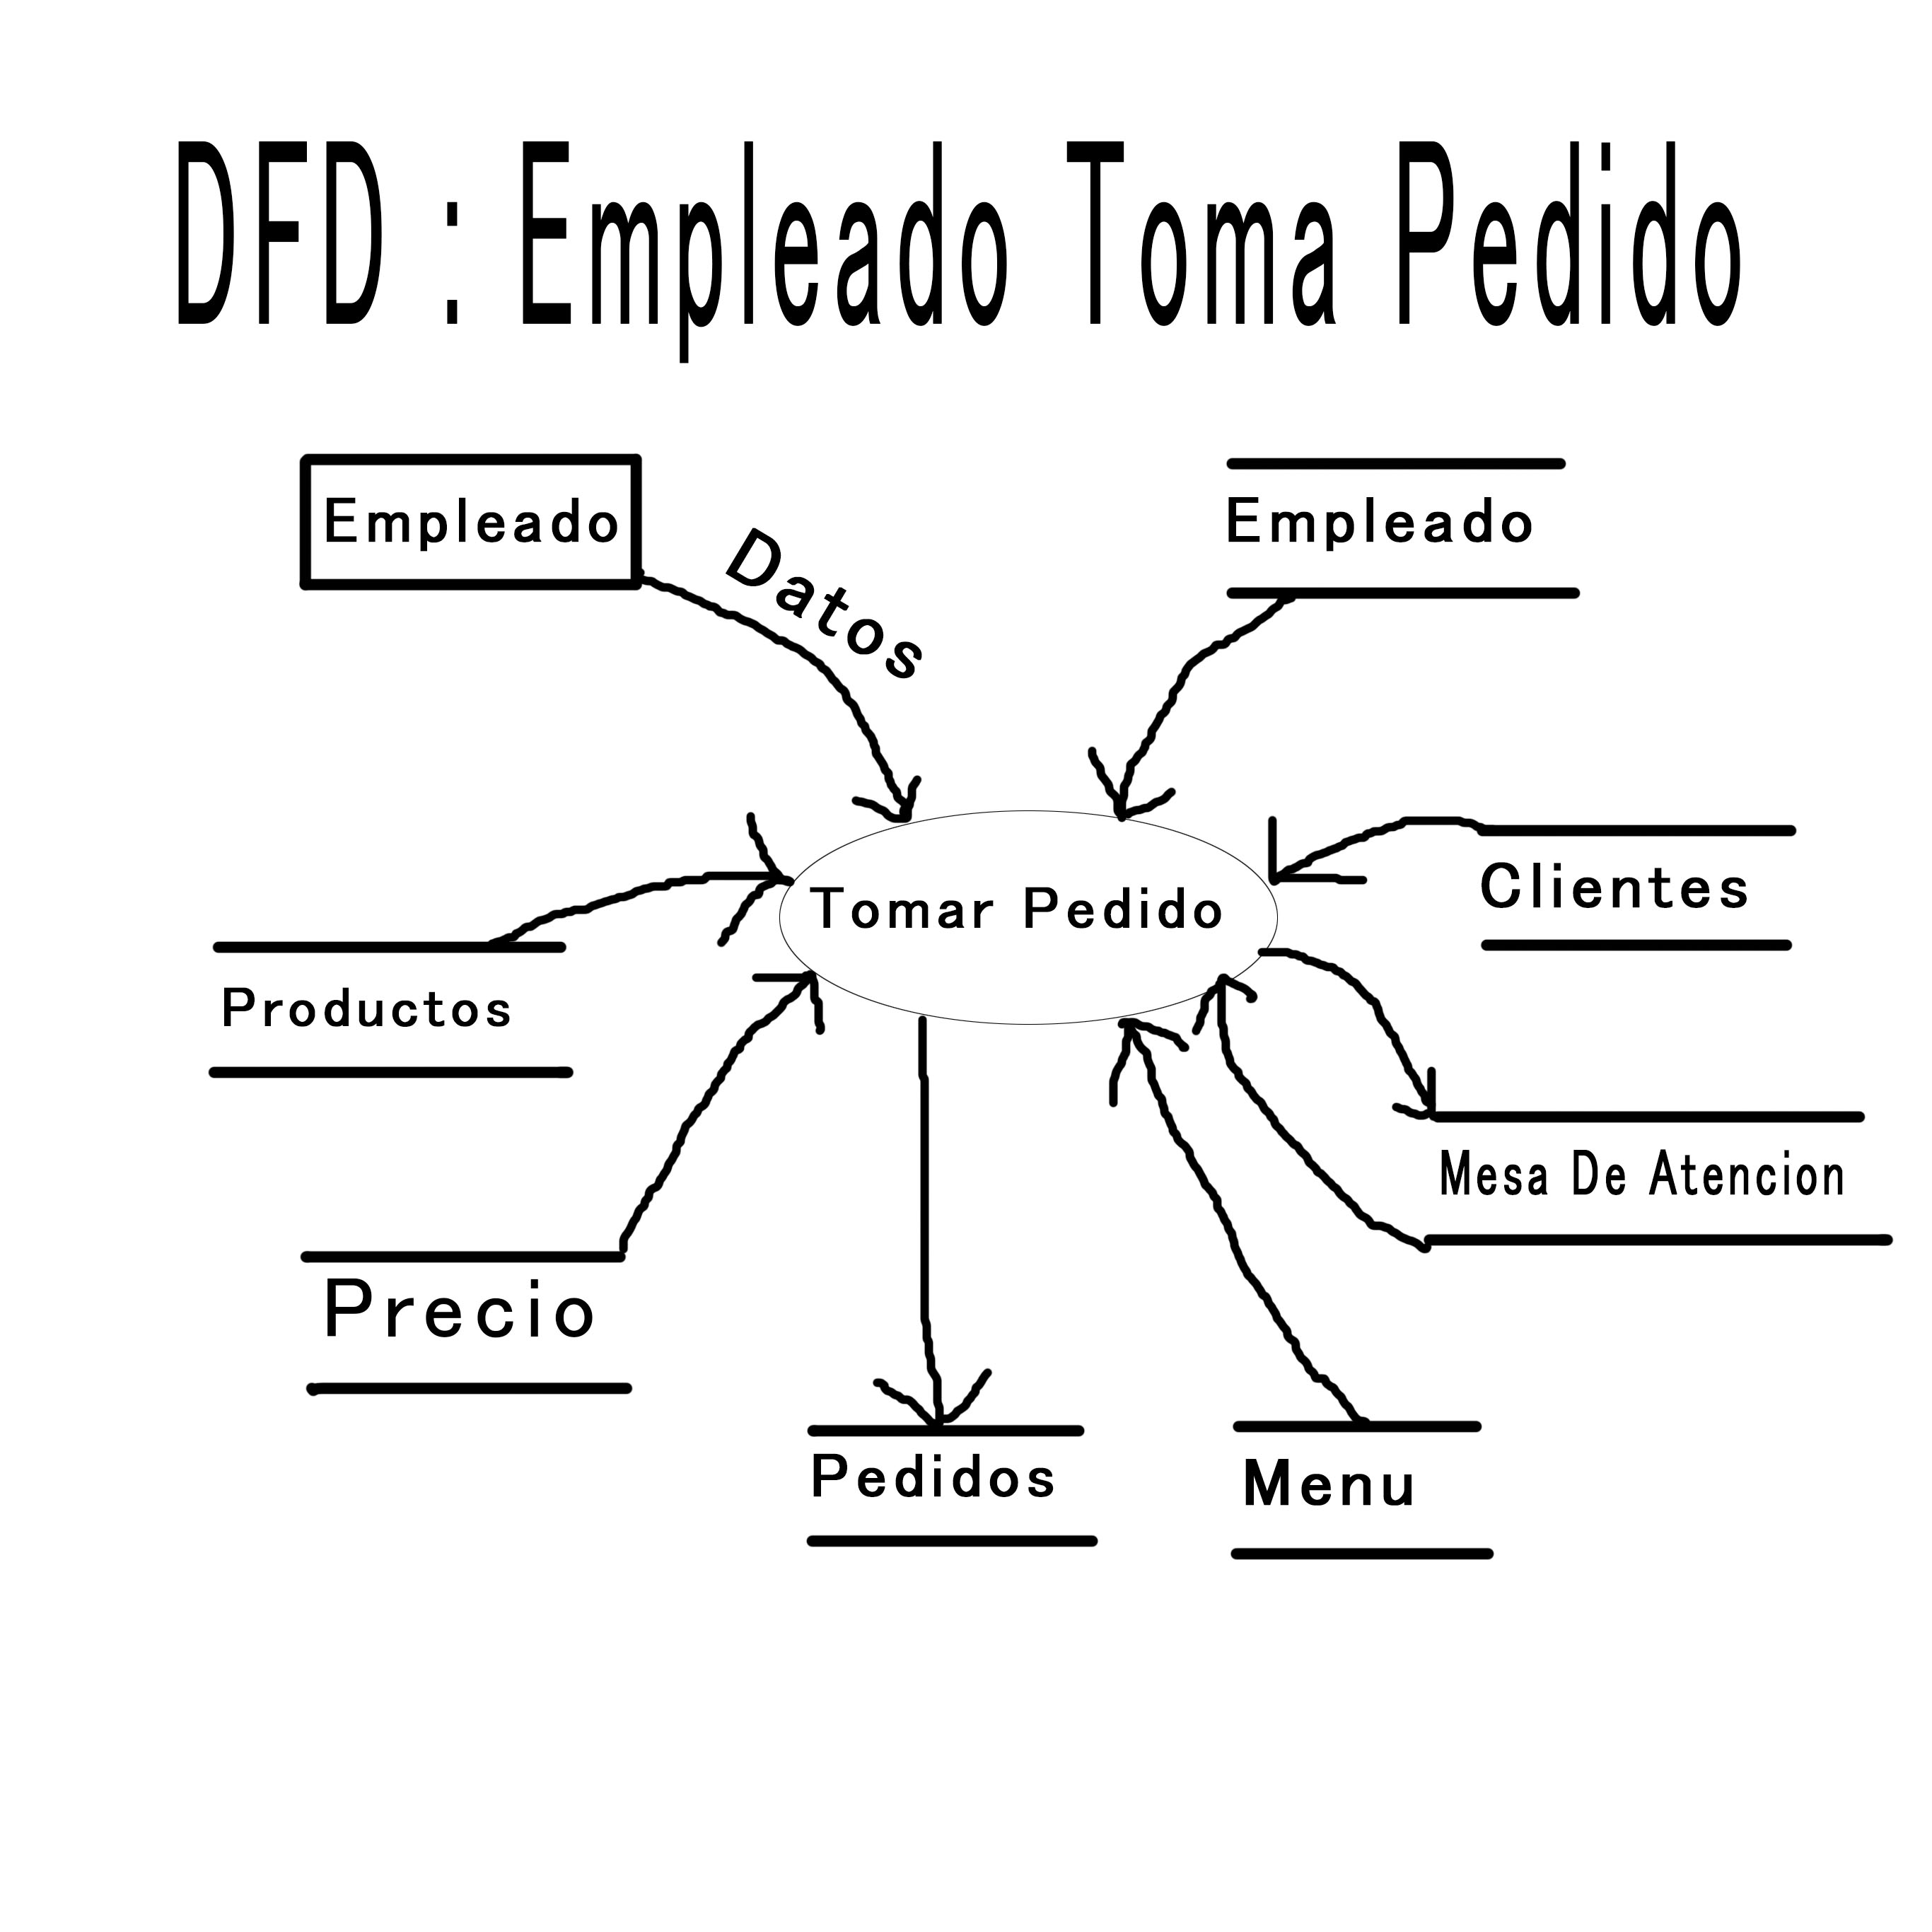 DFD : Empleado Toma Pedido
Empleado
Datos
Empleado
Clientes
Tomar Pedido
Productos
Mesa De Atencion
Precio
Pedidos
Menu